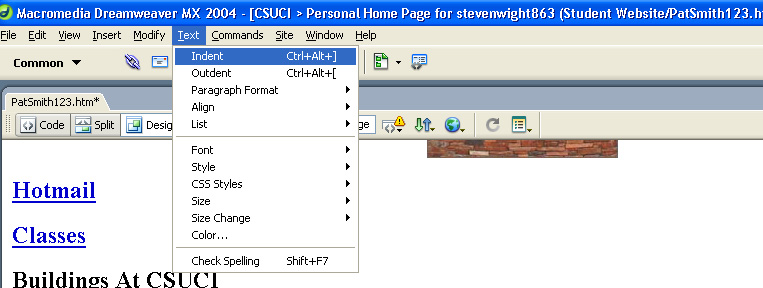 Macromedia Dreamweaver MX 2004 - [CSUCI > Personal Home Page for stevenwight863 (Student Website/PatSmith123.h
File Edit View Insert Modify Text Commands Site Window Help
Common
Indent Ctrl+Alt+]
Outdent Ctrl+Alt+[
Paragraph Format
Align
List
Font
Style
CSS Styles
Size
Size Change
Color...
Check Spelling Shift+F7
PatSmith123.htm*
Code Split Desig ge
Hotmail
Classes
Buildings At CSUCI